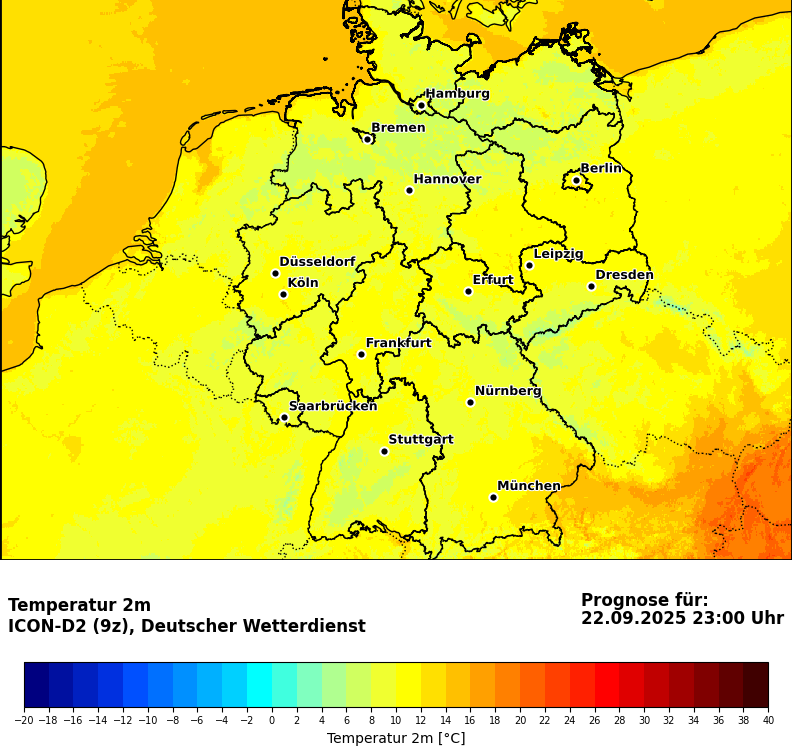 Hamburg
Bremen
Berlin
Hannover
Leipzig
Düsseldorf
Dresden
Köln
Erfurt
Frankfurt
Nürnberg
Saarbrücken
Stuttgart
München
Temperatur 2m
ICON-D2 (9z), Deutscher Wetterdienst
Prognose für:
22.09.2025 23:00 Uhr
−20 −18 −16 −14 −12 −10 −8 −6 −4 −2 0 2 4 6 8 10 12 14 16 18 20 22 24 26 28 30 32 34 36 38 40
Temperatur 2m [°C]